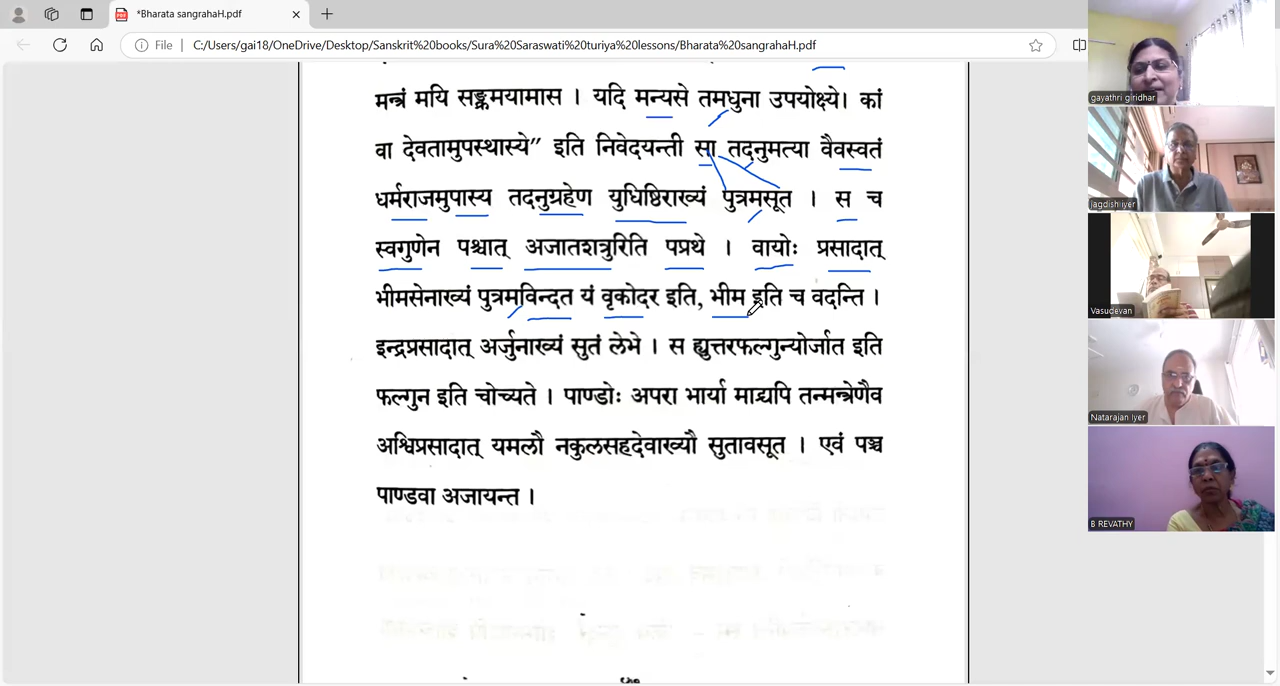 *Bharata sangrahaH.pdf
File
C:/Users/gai18/OneDrive/Desktop/Sanskrit%20books/Sura%20Saraswati%20turiya%20lessons/Bharata%20sangrahaH.pdf
मन्त्रं मयि सङ्क्रमयामास । यदि मन्यसे तमधुना उपयोक्ष्ये। कां
वा देवतामुपस्थास्ये” इति निवेदयन्ती सा तदनुमत्या वैवस्वतं
धर्मराजमुपास्य तदनुग्रहेण युधिष्ठिराख्यं पुत्रमसूत । स च
स्वगुणेन पश्चात् अजातशत्रुरिति पप्रथे । वायोः प्रसादात्
भीमसेनाख्यं पुत्रमविन्दत यं वृकोदर इति, भीम इति च वदन्ति ।
इन्द्रप्रसादात् अर्जुनाख्यं सुतं लेभे । स ह्युत्तरफल्गुन्योर्जात इति
फल्गुन इति चोच्यते । पाण्डोः अपरा भार्या माद्र्यपि तन्मन्त्रेणैव
अश्विप्रसादात् यमलौ नकुलसहदेवाख्यौ सुतावसूत । एवं पञ्च
पाण्डवा अजायन्त ।
gayathri giridhar
Jagdish iyer
Vasudevan
Natarajan Iyer
B REVATHY